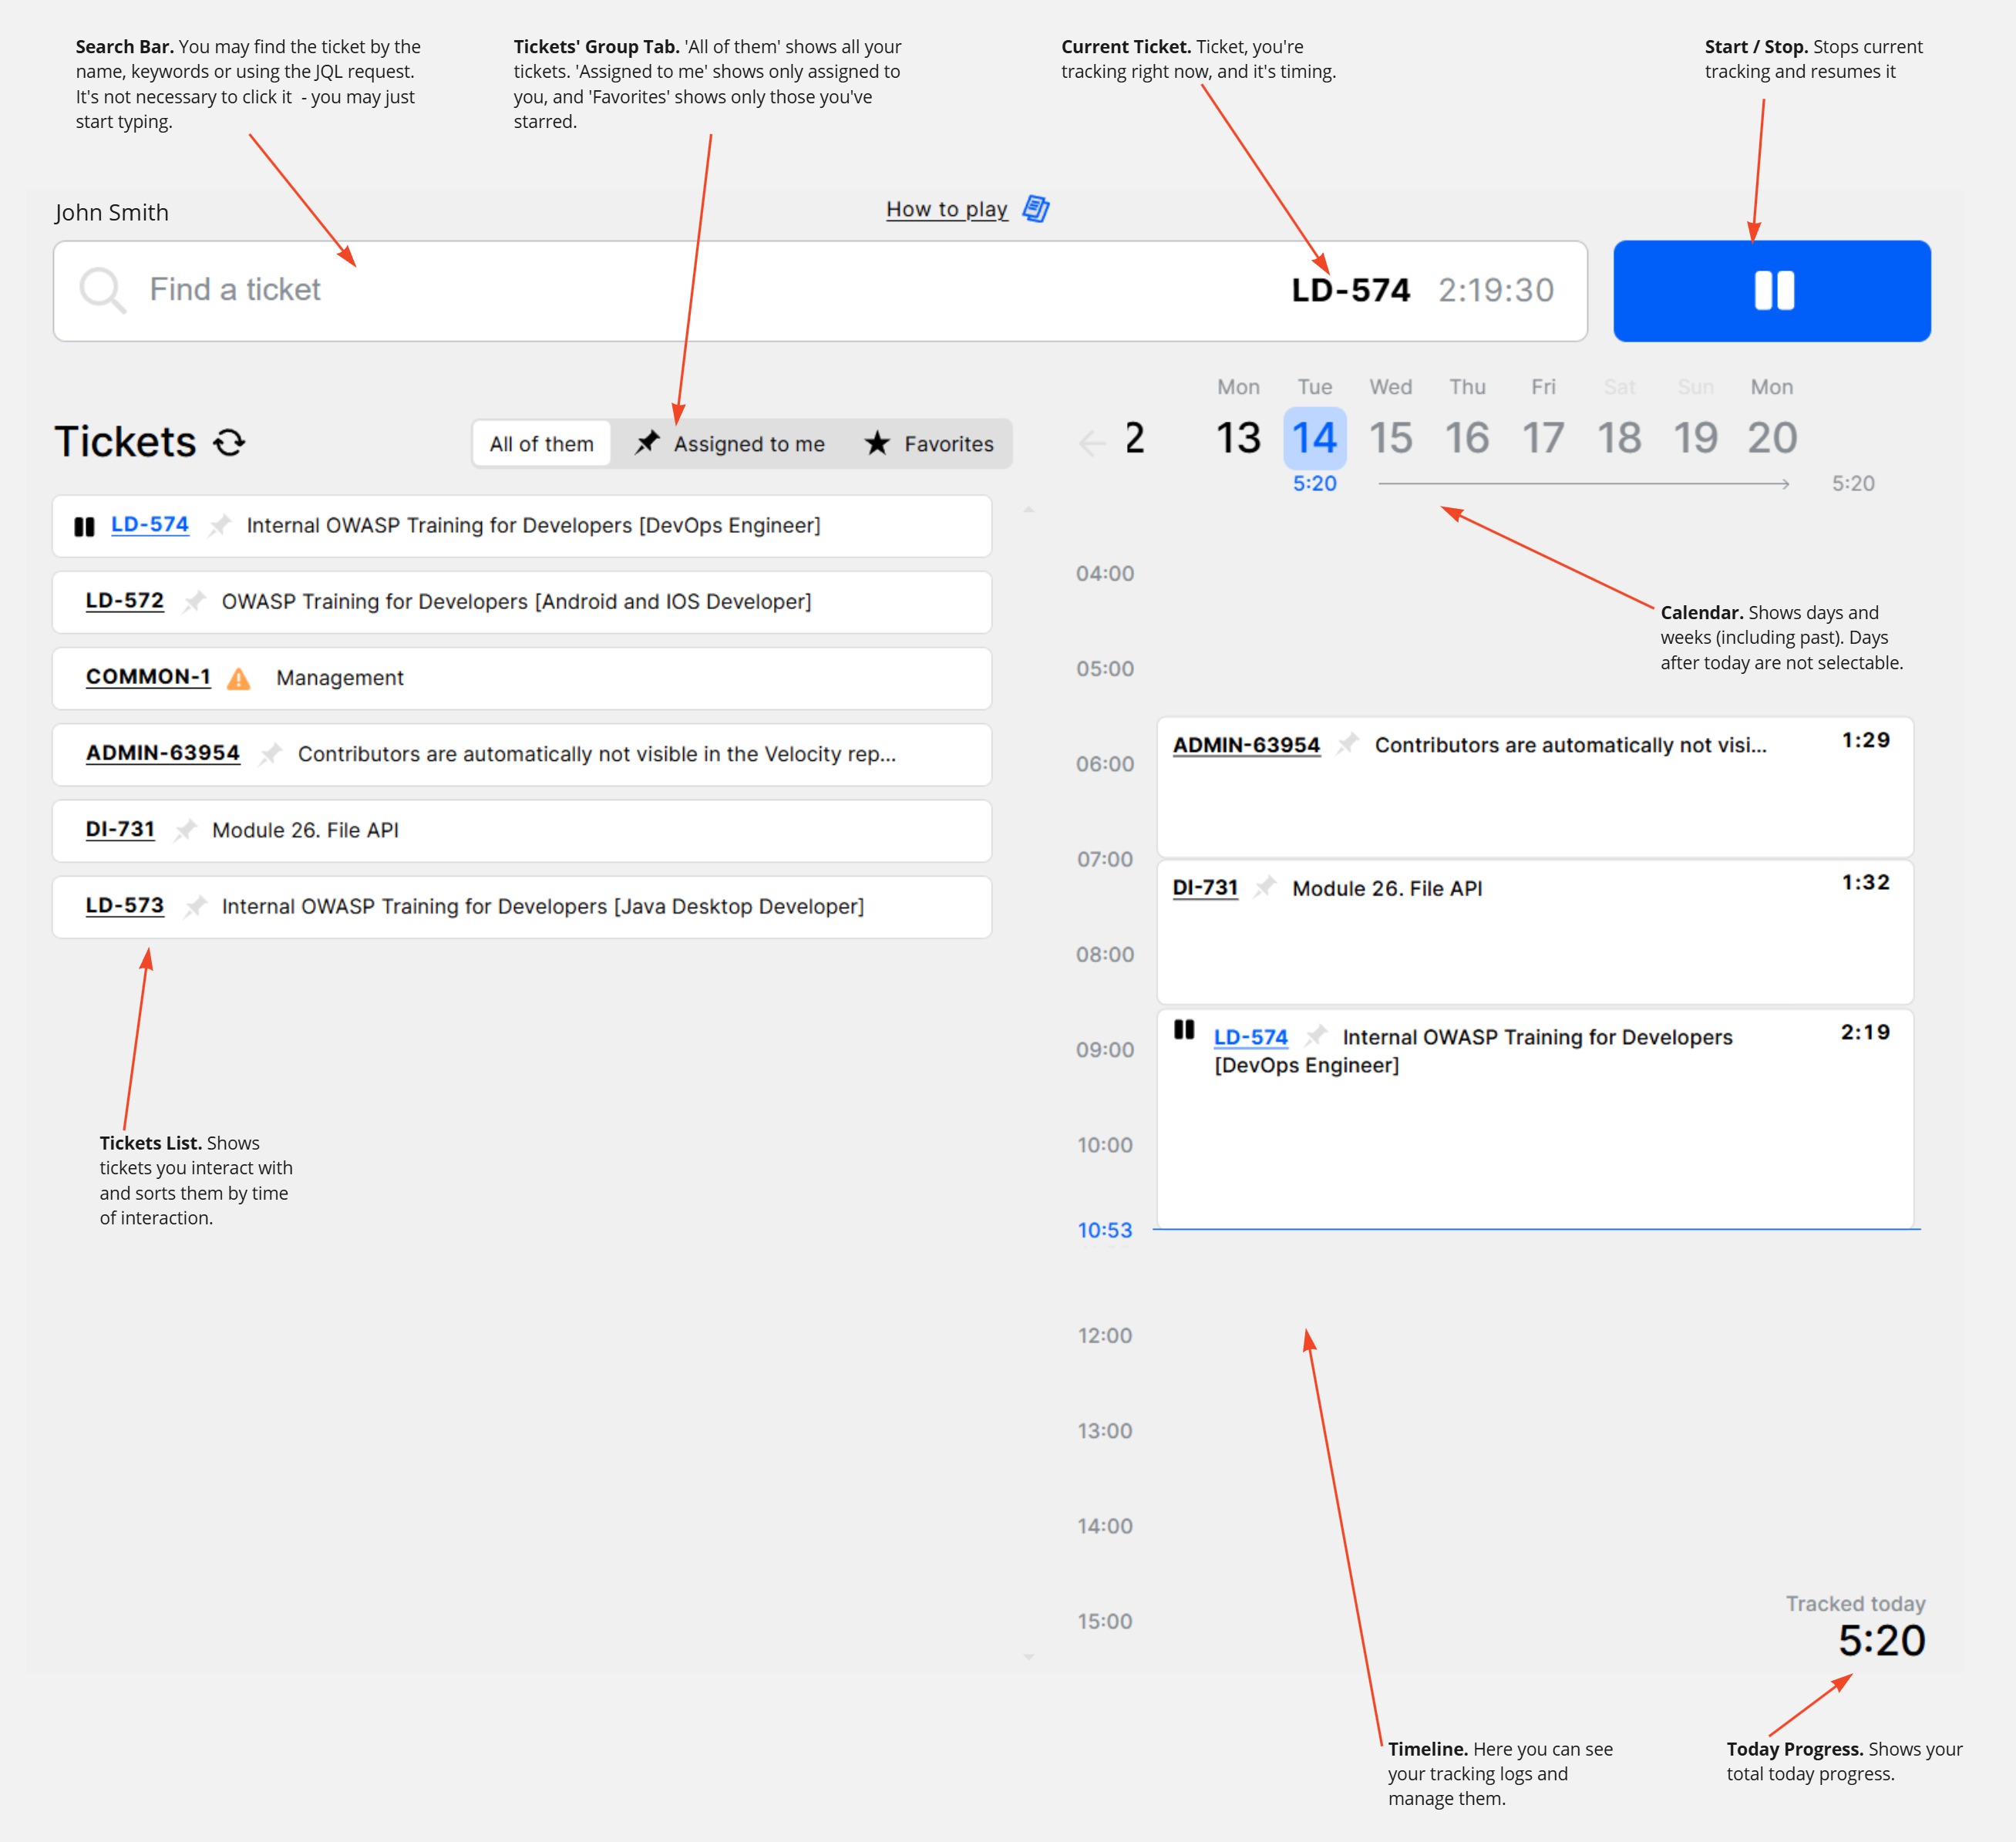 Search Bar. You may find the ticket by the
name, keywords or using the JQL request.
It's not necessary to click it  - you may just
start typing.
Tickets' Group Tab. 'All of them' shows all your
tickets. 'Assigned to me' shows only assigned to
you, and 'Favorites' shows only those you've
starred.
Current Ticket. Ticket, you're
tracking right now, and it's timing.
Start / Stop. Stops current
tracking and resumes it
John Smith
How to play
Find a ticket
LD-574 2:19:30
Tickets
All of them
Assigned to me
Favorites
Mon Tue Wed Thu Fri Sat Sun Mon
2 13 14 15 16 17 18 19 20
5:20 5:20
LD-574 Internal OWASP Training for Developers [DevOps Engineer]
LD-572 OWASP Training for Developers [Android and IOS Developer]
COMMON-1 Management
ADMIN-63954 Contributors are automatically not visible in the Velocity rep...
DI-731 Module 26. File API
LD-573 Internal OWASP Training for Developers [Java Desktop Developer]
Tickets List. Shows
tickets you interact with
and sorts them by time
of interaction.
Calendar. Shows days and
weeks (including past). Days
after today are not selectable.
04:00
05:00
06:00
07:00
08:00
09:00
10:00
10:53
12:00
13:00
14:00
15:00
ADMIN-63954 Contributors are automatically not visi... 1:29
DI-731 Module 26. File API 1:32
LD-574 Internal OWASP Training for Developers 2:19
[DevOps Engineer]
Tracked today
5:20
Timeline. Here you can see
your tracking logs and
manage them.
Today Progress. Shows your
total today progress.